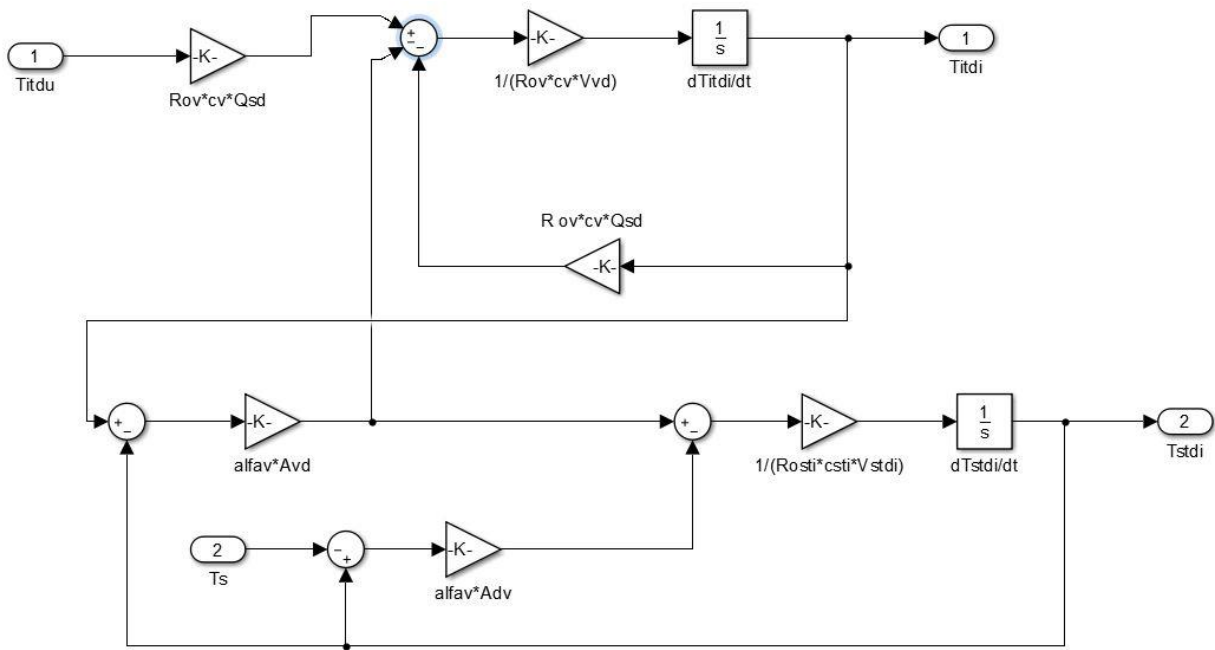 +
-
-
-K-
1/(Rov*cv*Vvd)
1
s
dTitdi/dt
1
Titdi
1
Titdu
-K-
Rov*cv*Qsd
R ov*cv*Qsd
-K-
+
-
-K-
alfav*Avd
+
-
-K-
1/(Rosti*csti*Vstdi)
1
s
dTstdi/dt
2
Tstdi
2
Ts
-
+
-K-
alfav*Adv